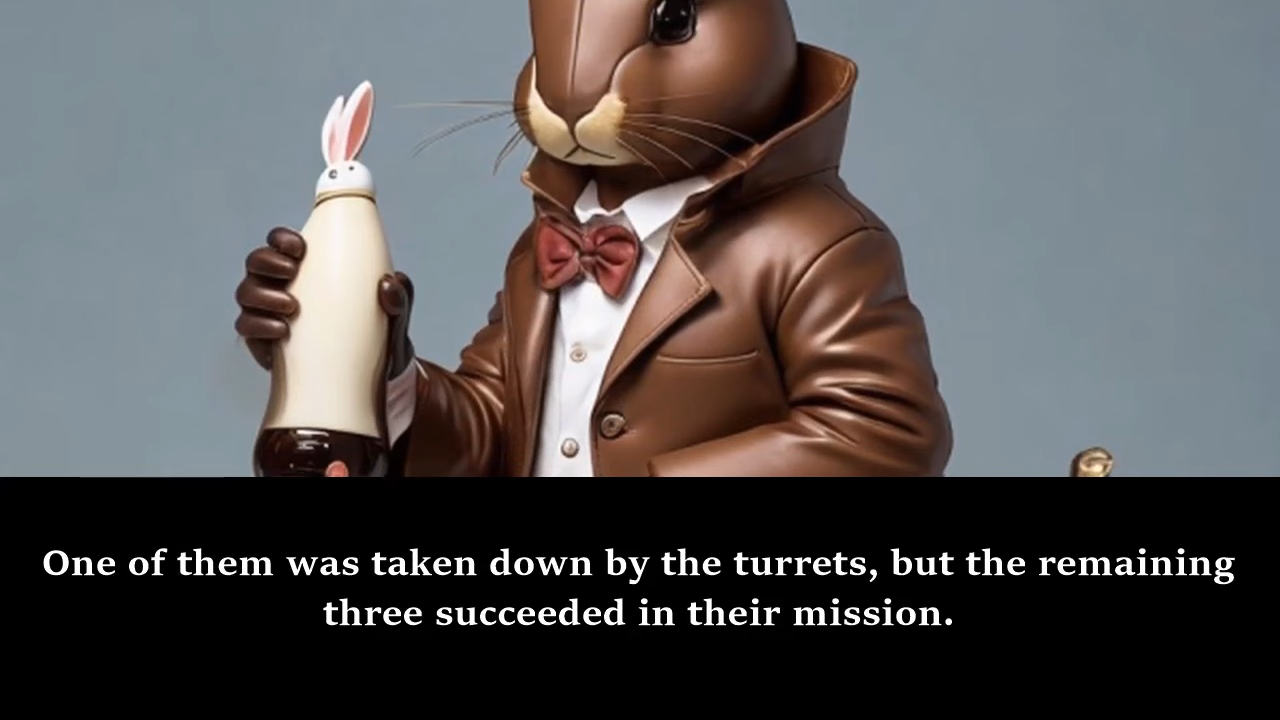 One of them was taken down by the turrets, but the remaining
three succeeded in their mission.